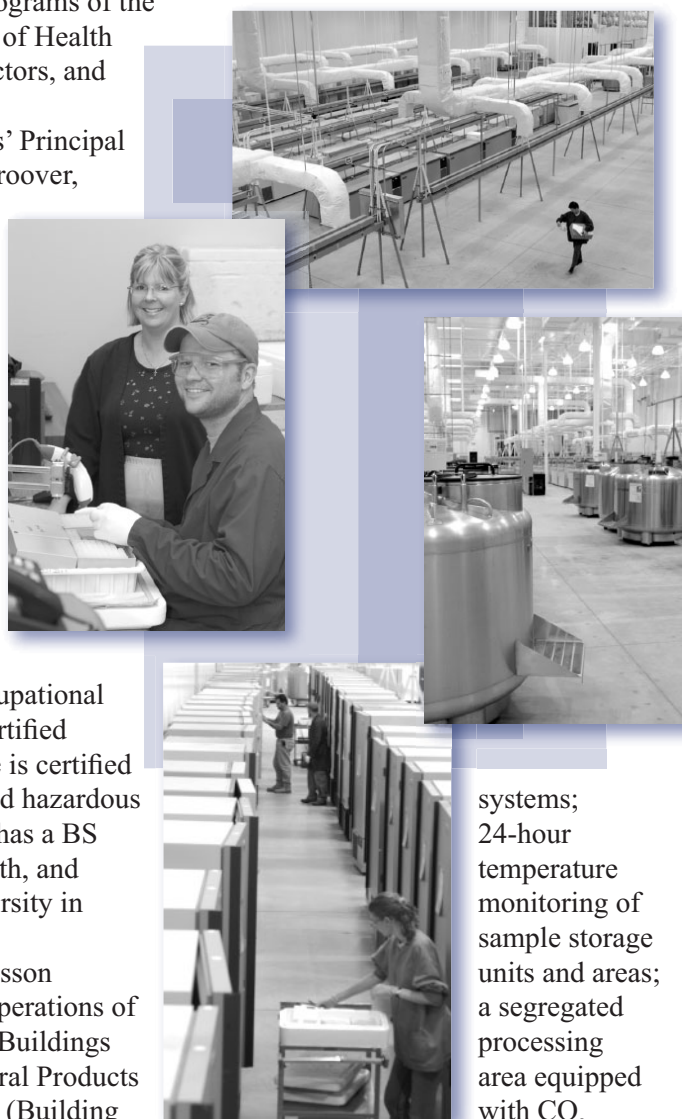 ograms of the
of Health
ctors, and
s’ Principal
roover,
upational
rtified
e is certified
d hazardous
has a BS
th, and
rsity in
sson
perations of
Buildings
ral Products
(Building
systems;
24-hour
temperature
monitoring of
sample storage
units and areas;
a segregated
processing
area equipped
with CO